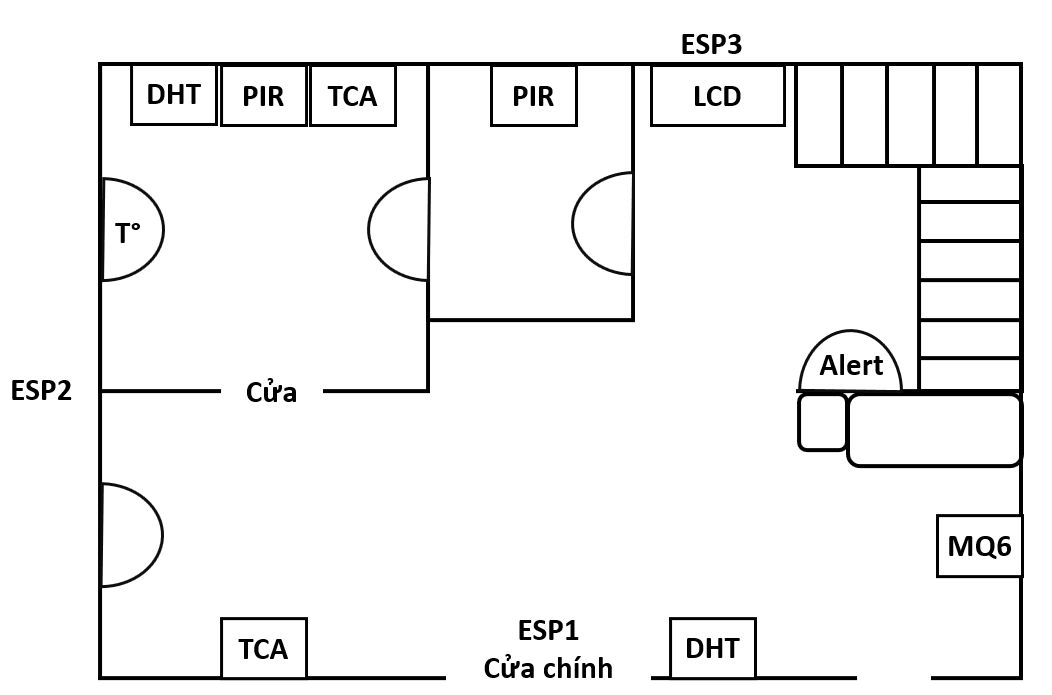 ESP3
DHT
PIR
TCA
PIR
LCD
T°
Alert
ESP2
Cửa
MQ6
TCA
ESP1
Cửa chính
DHT